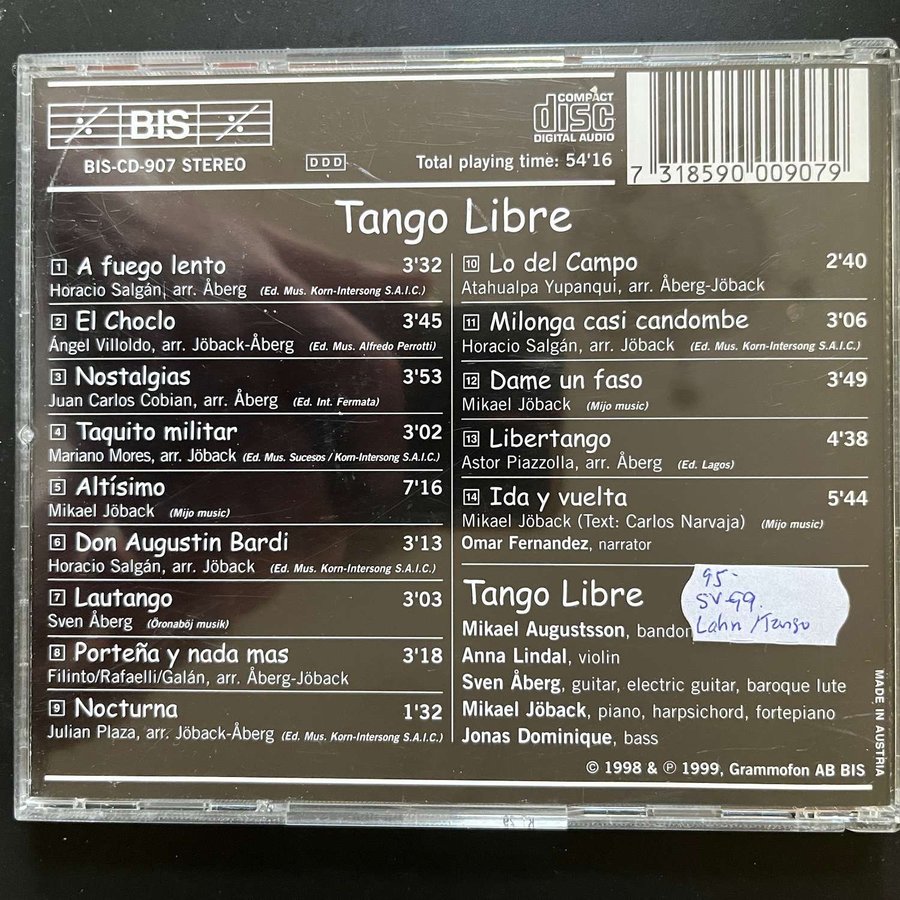 BIS
COMPACT
disc
DIGITAL AUDIO
BIS-CD-907 STEREO
DDD
Total playing time: 54'16
7 318590 009079
Tango Libre
1 A fuego lento 3'32
Horacio Salgán, arr. Åberg (Ed. Mus. Korn-Intersong S.A.I.C.)
2 El Choclo 3'45
Ángel Villoldo, arr. Jöback-Åberg (Ed. Mus. Alfredo Perrotti)
3 Nostalgias 3'53
Juan Carlos Cobian, arr. Åberg (Ed. Int. Fermata)
4 Taquito militar 3'02
Mariano Mores, arr. Jöback (Ed. Mus. Sucesos / Korn-Intersong S.A.I.C.)
5 Altísimo 7'16
Mikael Jöback (Mijo music)
6 Don Augustin Bardi 3'13
Horacio Salgán, arr. Jöback (Ed. Mus. Korn-Intersong S.A.I.C.)
7 Lautango 3'03
Sven Åberg (Öronaböj musik)
8 Porteña y nada mas 3'18
Filinto/Rafaelli/Galán, arr. Åberg-Jöback
9 Nocturna 1'32
Julian Plaza, arr. Jöback-Åberg (Ed. Mus. Korn-Intersong S.A.I.C.)
10 Lo del Campo 2'40
Atahualpa Yupanqui, arr. Åberg-Jöback
11 Milonga casi candombe 3'06
Horacio Salgán, arr. Jöback (Ed. Mus. Korn-Intersong S.A.I.C.)
12 Dame un faso 3'49
Mikael Jöback (Mijo music)
13 Libertango 4'38
Astor Piazzolla, arr. Åberg (Ed. Lagos)
14 Ida y vuelta 5'44
Mikael Jöback (Text: Carlos Narvaja) (Mijo music)
Omar Fernandez, narrator
Tango Libre
95-
SV 99.
/Tango
Mikael Augustsson, bandon
Anna Lindal, violin
Sven Åberg, guitar, electric guitar, baroque lute
Mikael Jöback, piano, harpsichord, fortepiano
Jonas Dominique, bass
© 1998 & ℗ 1999, Grammofon AB BIS
MADE IN AUSTRIA